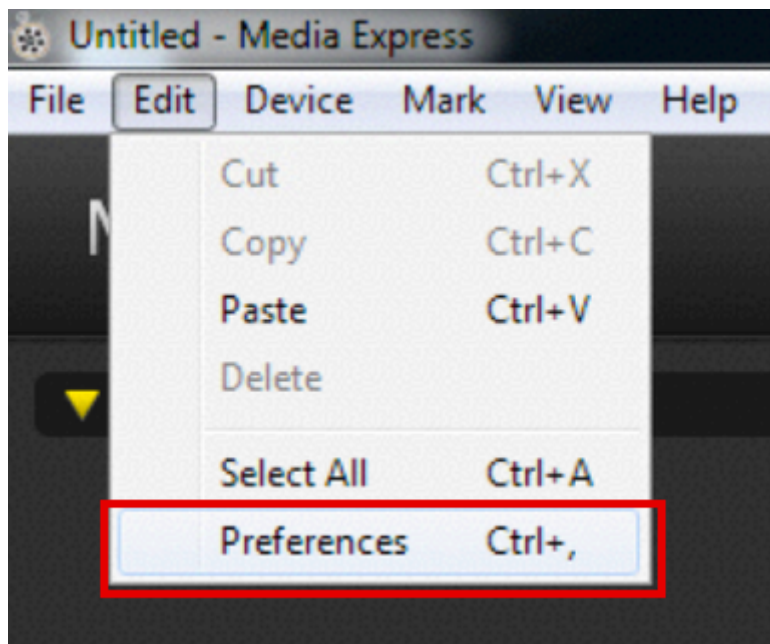 Untitled - Media Express
File Edit Device Mark View Help
Cut Ctrl+X
Copy Ctrl+C
Paste Ctrl+V
Delete
Select All Ctrl+A
Preferences Ctrl+,